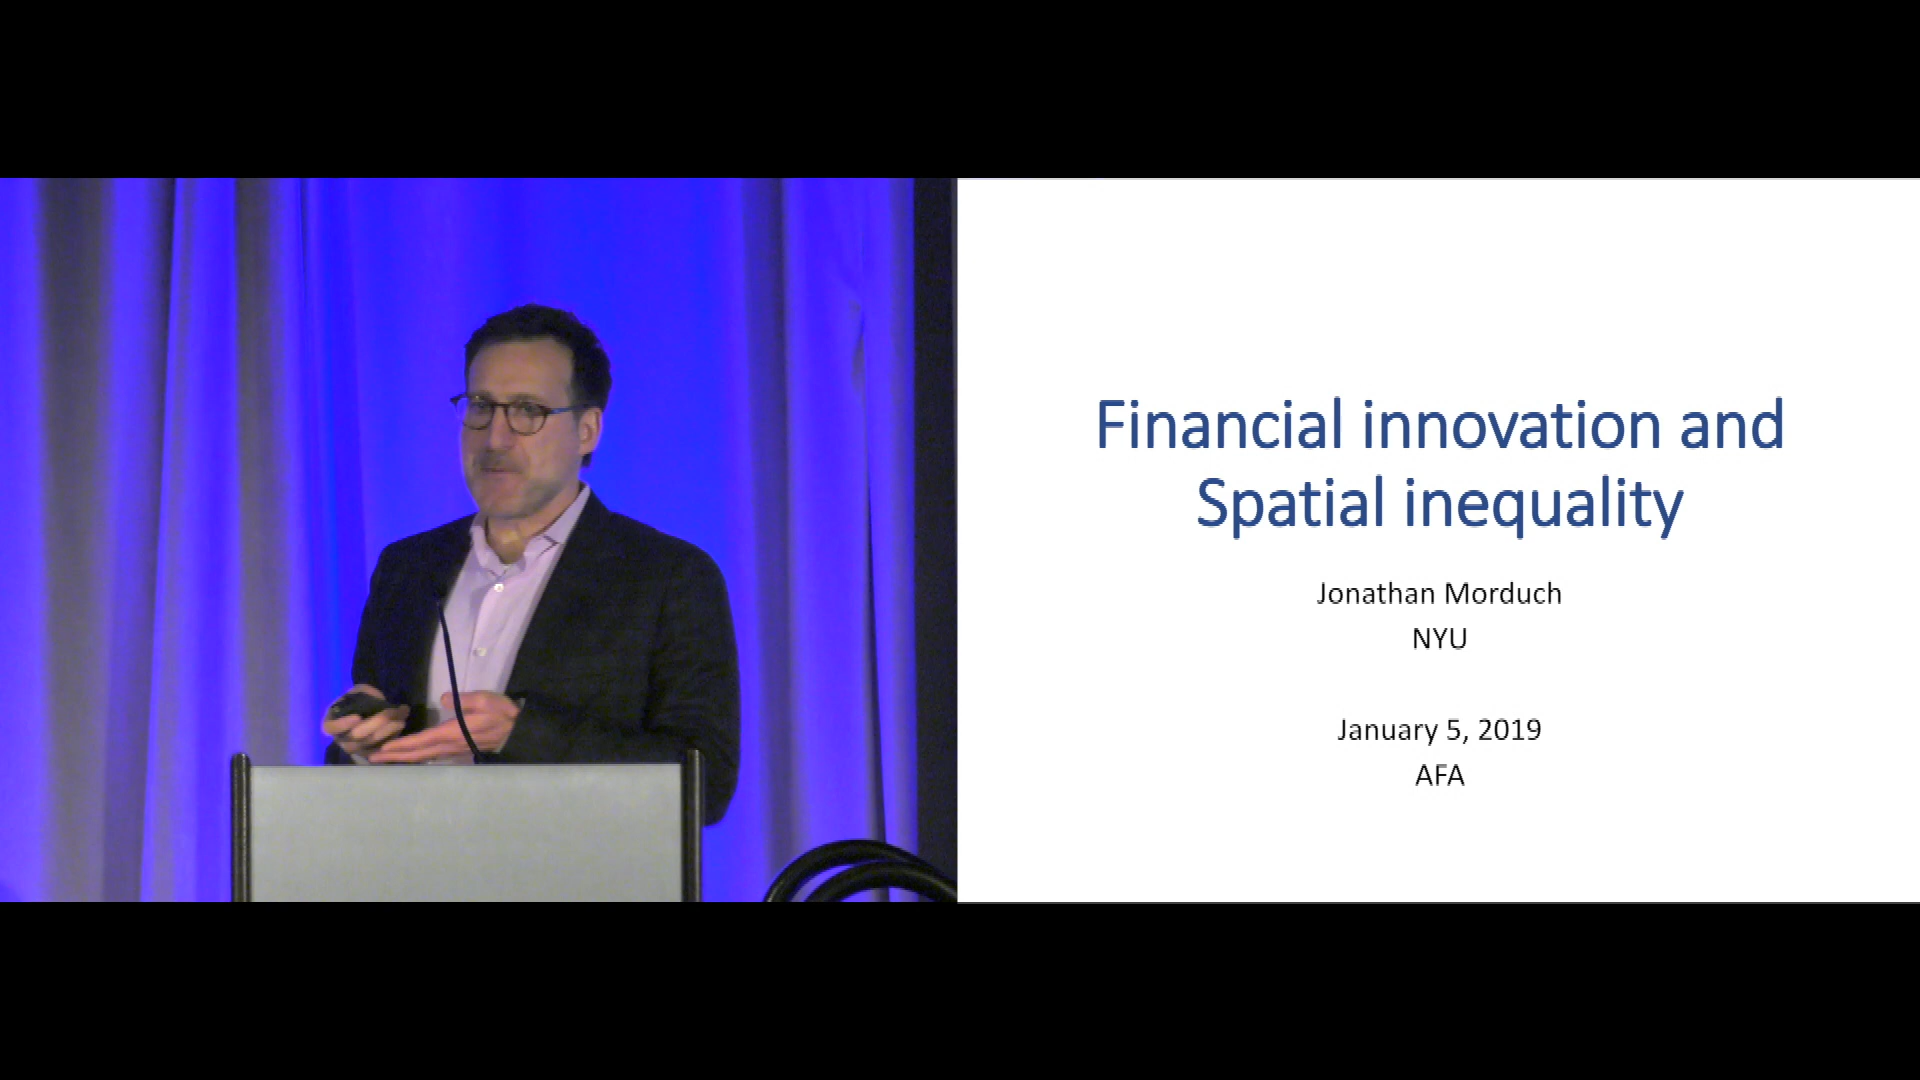 Financial innovation and
Spatial inequality
Jonathan Morduch
NYU
January 5, 2019
AFA